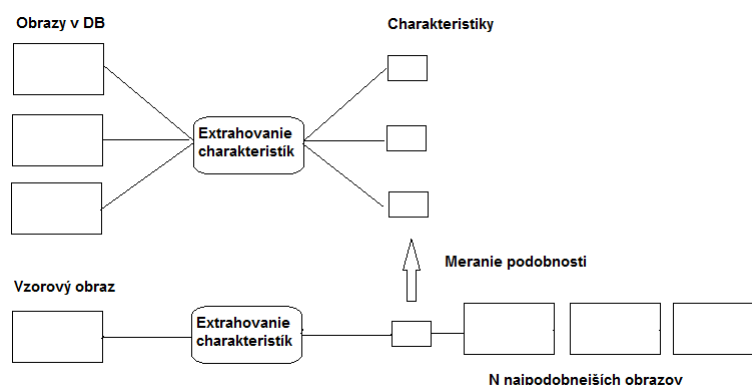 Obrazy v DB
Charakteristiky
Extrahovanie
charakteristík
Meranie podobnosti
Vzorový obraz
Extrahovanie
charakteristík
N najpodobnejších obrazov